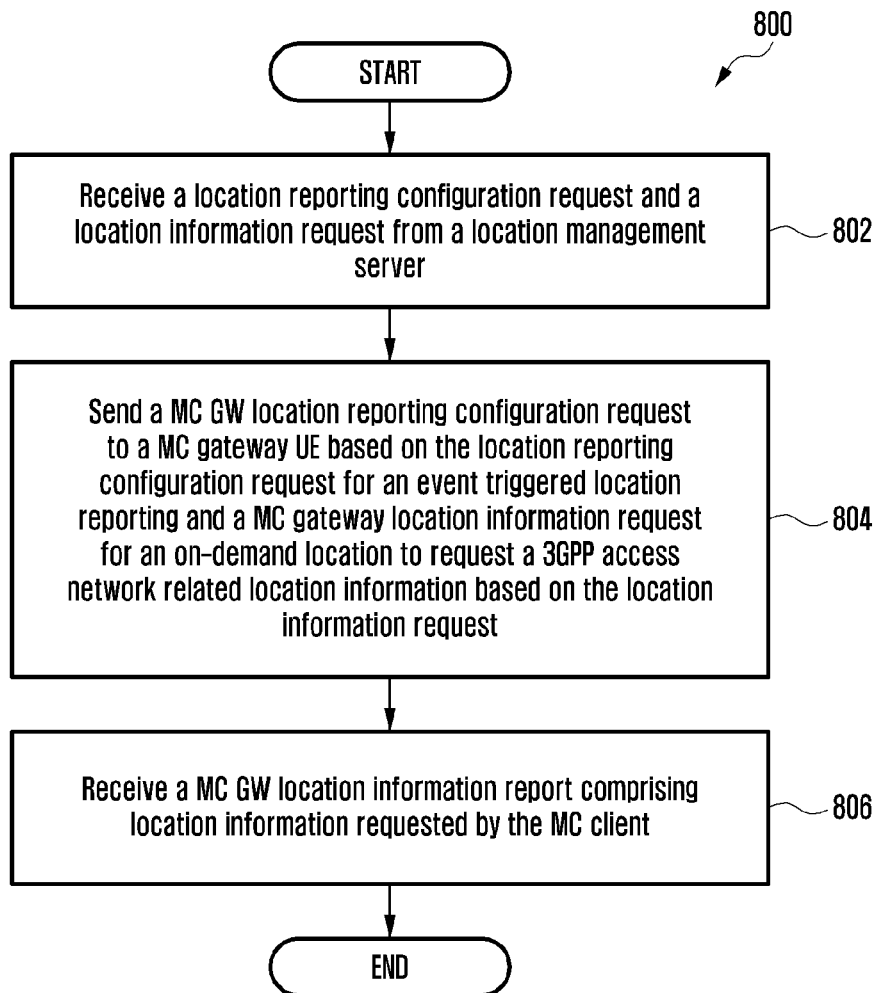 800
START
Receive a location reporting configuration request and a
location information request from a location management
server
802
Send a MC GW location reporting configuration request
to a MC gateway UE based on the location reporting
configuration request for an event triggered location
reporting and a MC gateway location information request
for an on-demand location to request a 3GPP access
network related location information based on the location
information request
804
Receive a MC GW location information report comprising
location information requested by the MC client
806
END